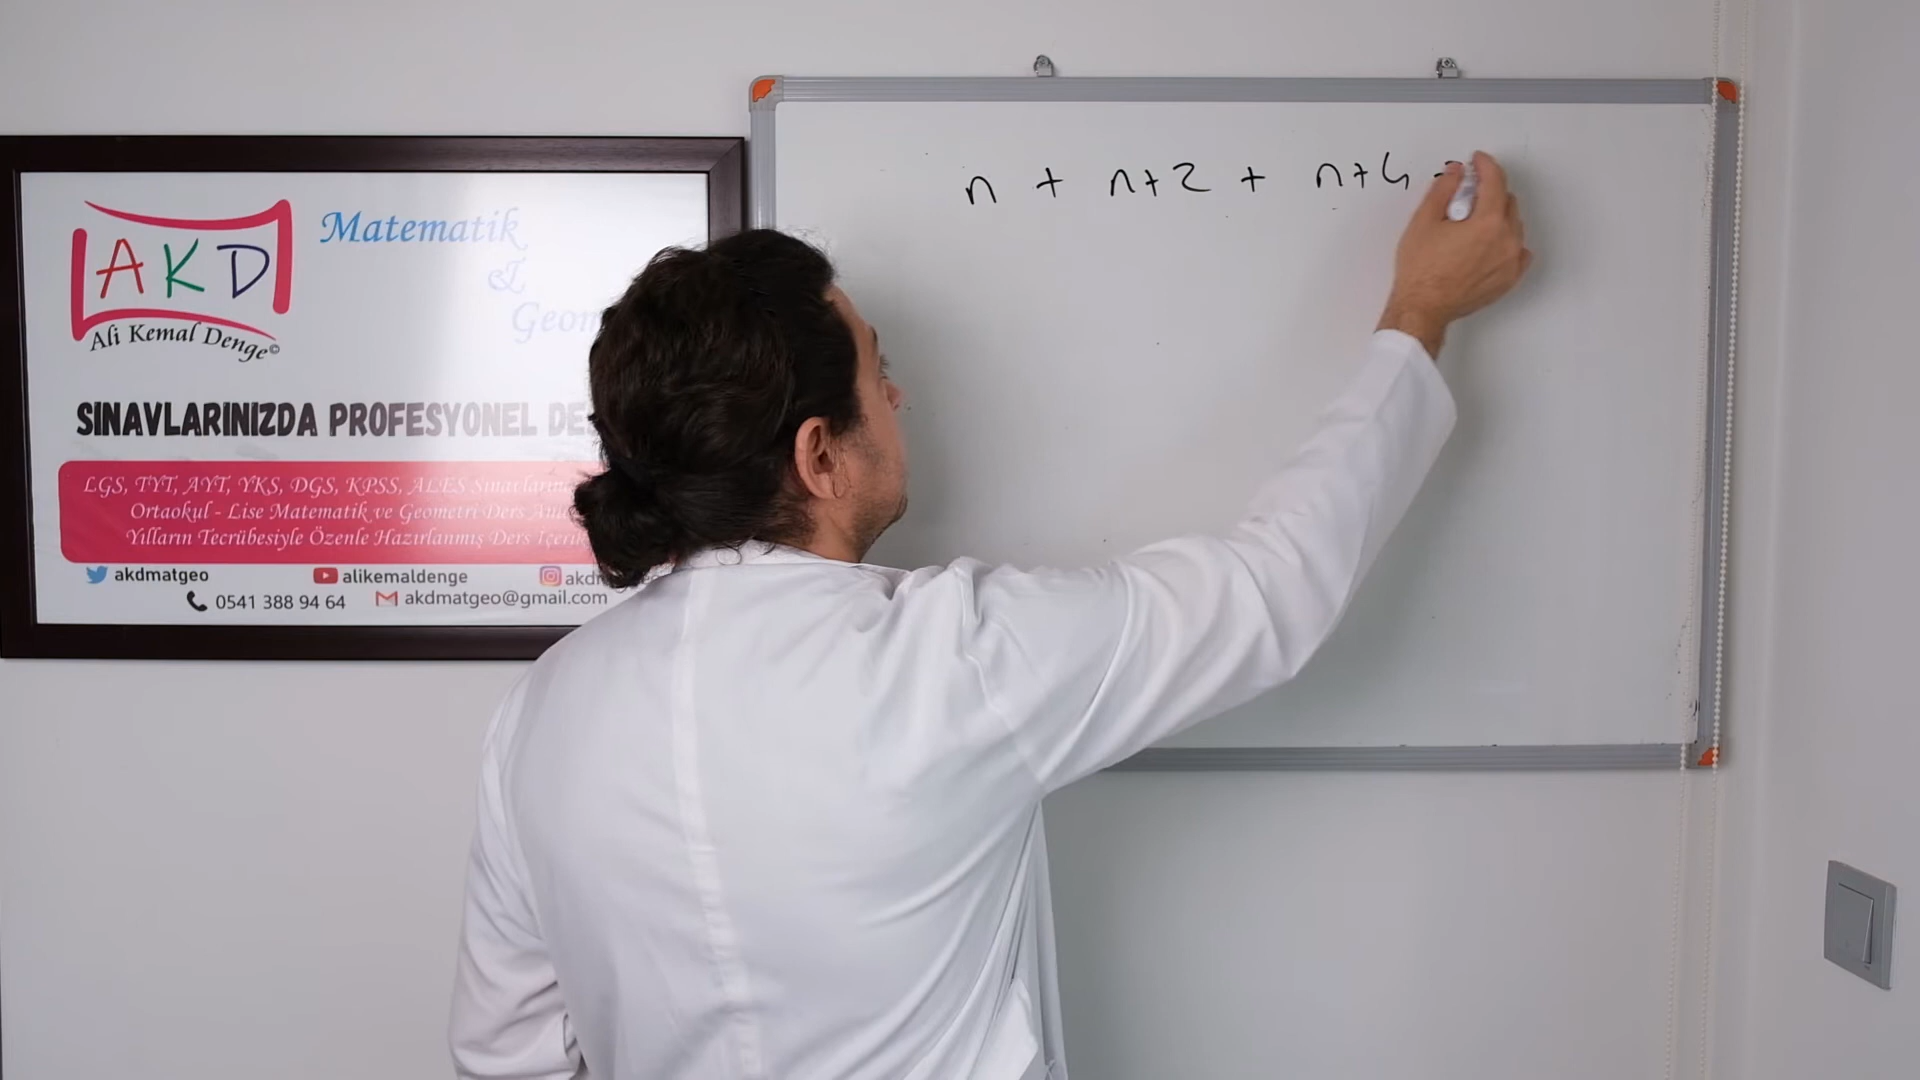 AKD
Ali Kemal Denge©
Matematik
&
SINAVLARINIZDA PROFESYONEL
LGS, TYT, AYT, YKS, DGS, KPSS, ALES
Ortaokul - Lise Matematik ve Geometri Ders
Yılların Tecrübesiyle Özenle Hazırlanmış Ders
akdmatgeo
alikemaldenge
0541 388 94 64
akdmatgeo@gmail.com
n + n+2 + n+4